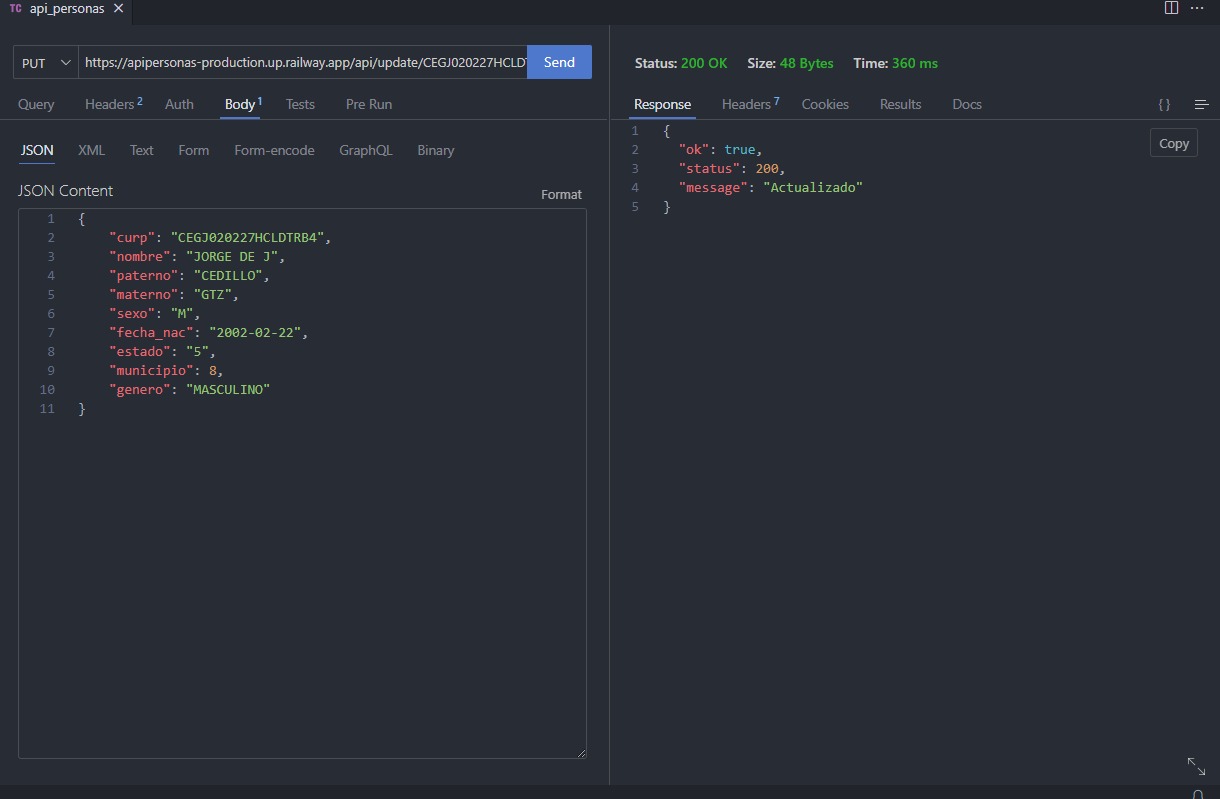 TC api_personas
PUT https://apipersonas-production.up.railway.app/api/update/CEGJ020227HCLD Send
Query Headers 2 Auth Body 1 Tests Pre Run
JSON XML Text Form Form-encode GraphQL Binary
JSON Content Format
1 {
2 "curp": "CEGJ020227HCLDTRB4",
3 "nombre": "JORGE DE J",
4 "paterno": "CEDILLO",
5 "materno": "GTZ",
6 "sexo": "M",
7 "fecha_nac": "2002-02-22",
8 "estado": "5",
9 "municipio": 8,
10 "genero": "MASCULINO"
11 }
Status: 200 OK Size: 48 Bytes Time: 360 ms
Response Headers 7 Cookies Results Docs { }
Copy
1 {
2 "ok": true,
3 "status": 200,
4 "message": "Actualizado"
5 }